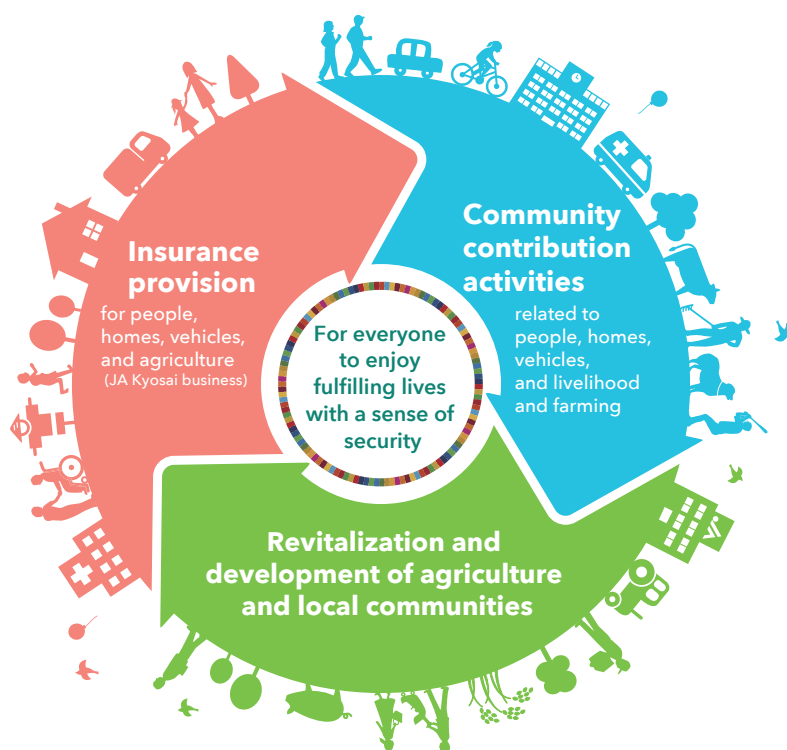 Insurance
provision
for people,
homes, vehicles,
and agriculture
(JA Kyosai business)
Community
contribution
activities
related to
people, homes,
vehicles,
and livelihood
and farming
For everyone
to enjoy
fulfilling lives
with a sense of
security
Revitalization and
development of agriculture
and local communities